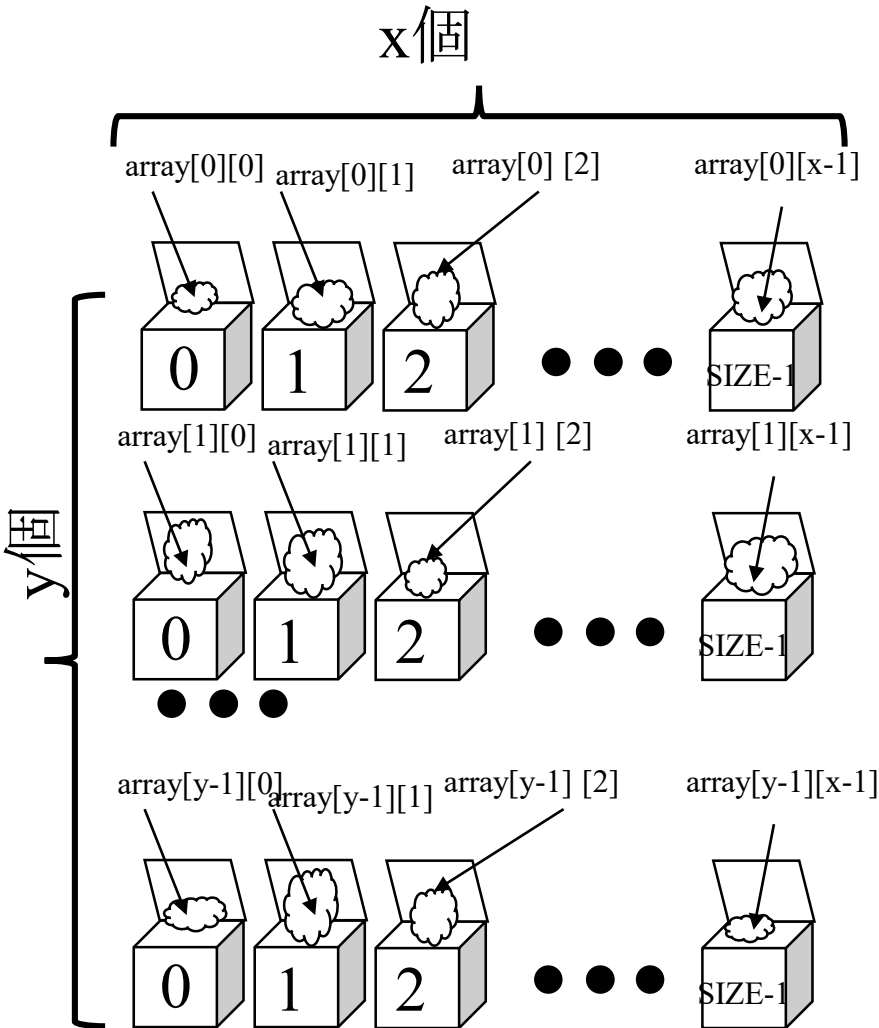 x個
array[0][0] array[0][1] array[0] [2] array[0][x-1]
0 1 2 SIZE-1
y個
array[1][0] array[1][1] array[1] [2] array[1][x-1]
0 1 2 SIZE-1
array[y-1][0] array[y-1][1] array[y-1] [2] array[y-1][x-1]
0 1 2 SIZE-1